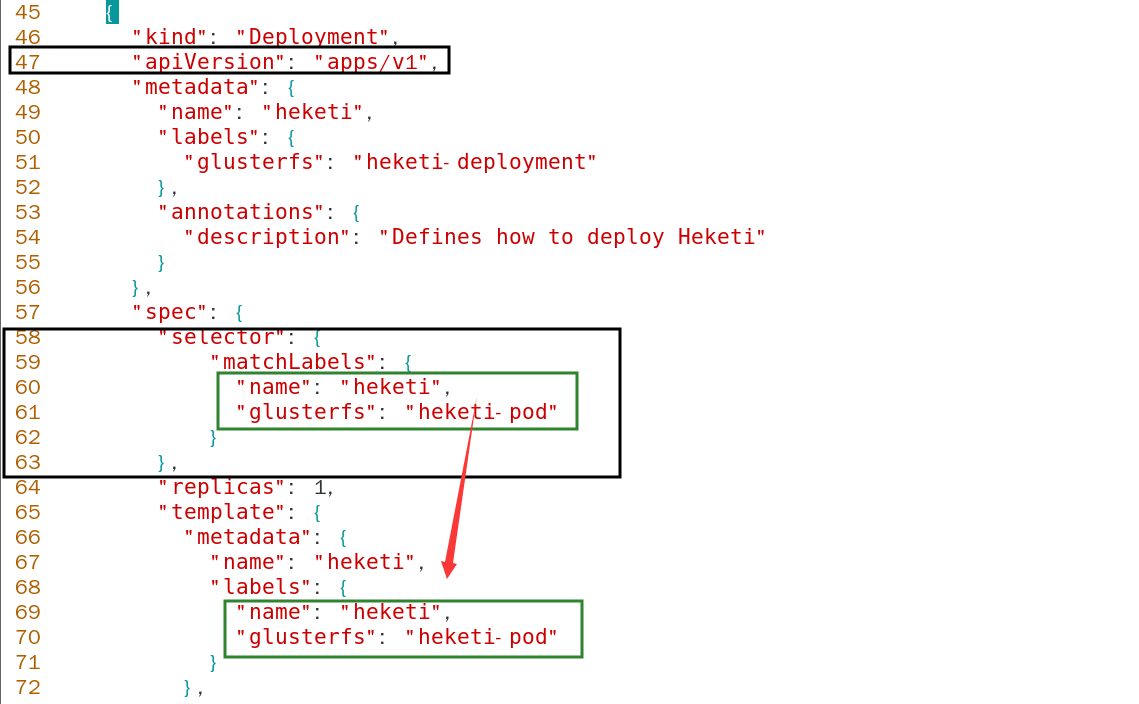 45     {
46       "kind": "Deployment",
47       "apiVersion": "apps/v1",
48       "metadata": {
49         "name": "heketi",
50         "labels": {
51           "glusterfs": "heketi-deployment"
52         },
53         "annotations": {
54           "description": "Defines how to deploy Heketi"
55         }
56       },
57       "spec": {
58         "selector": {
59             "matchLabels": {
60               "name": "heketi",
61               "glusterfs": "heketi-pod"
62             }
63         },
64         "replicas": 1,
65         "template": {
66           "metadata": {
67             "name": "heketi",
68             "labels": {
69               "name": "heketi",
70               "glusterfs": "heketi-pod"
71             }
72           },